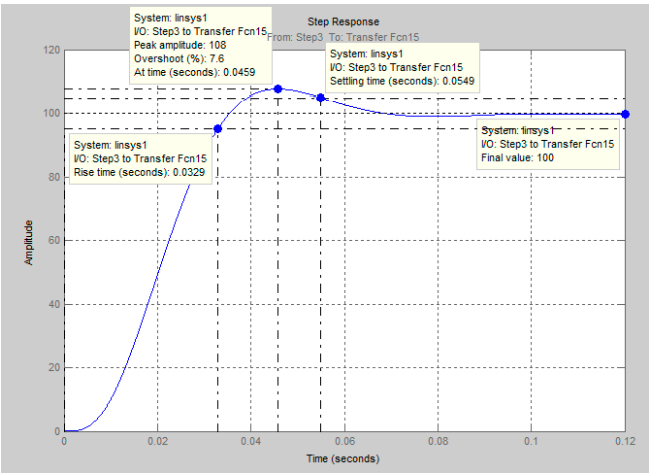 Step Response
From: Step3 To: Transfer Fcn15
System: linsys1
I/O: Step3 to Transfer Fcn15
Peak amplitude: 108
Overshoot (%): 7.6
At time (seconds): 0.0459
System: linsys1
I/O: Step3 to Transfer Fcn15
Settling time (seconds): 0.0549
System: linsys1
I/O: Step3 to Transfer Fcn15
Rise time (seconds): 0.0329
System: linsys1
I/O: Step3 to Transfer Fcn15
Final value: 100
Amplitude
120
100
80
60
40
20
0
0
0.02
0.04
0.06
0.08
0.1
0.12
Time (seconds)